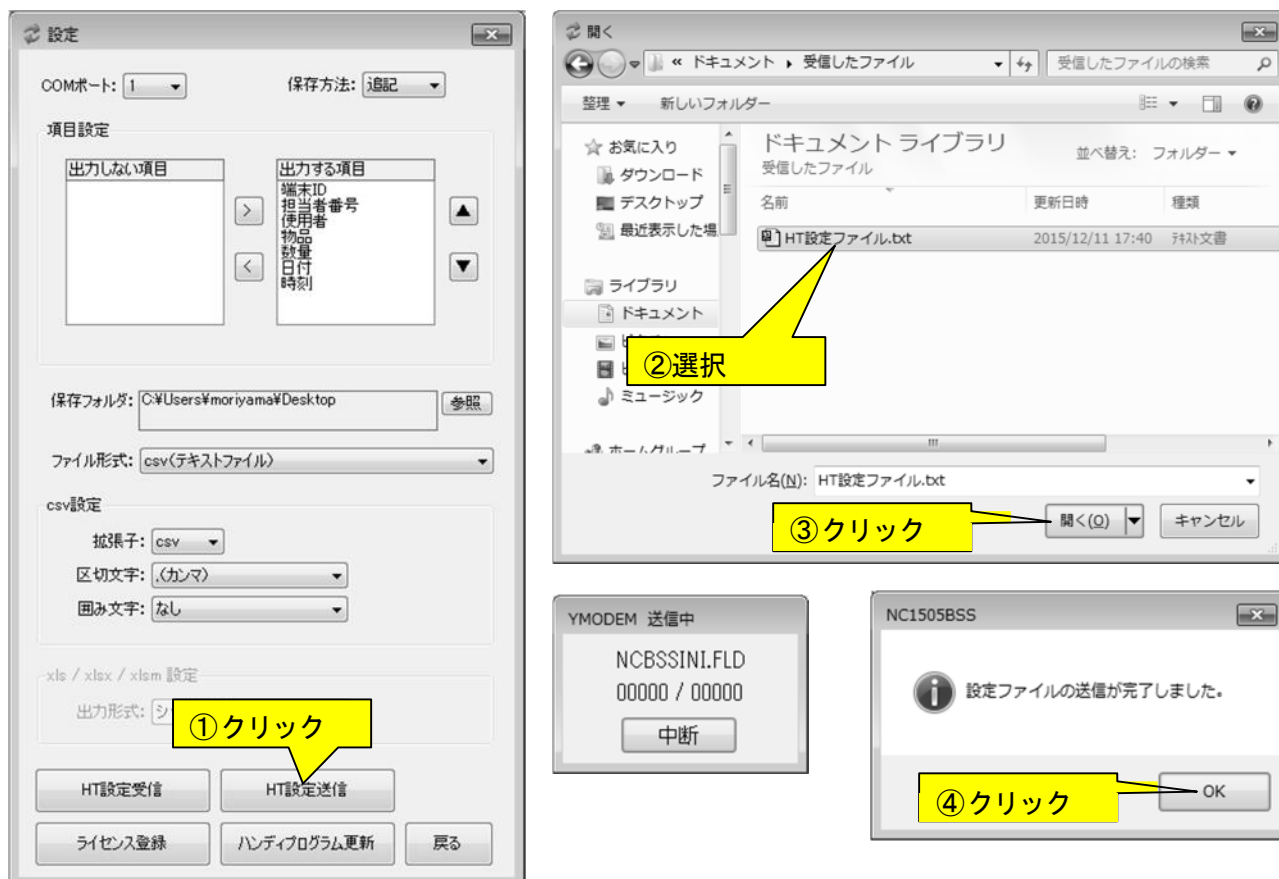 設定
COMポート: 1 保存方法: 追記
項目設定
出力しない項目
出力する項目
端末ID
担当者番号
使用者
物品
数量
日付
時刻
保存フォルダ: C:¥Users¥moriyama¥Desktop 参照
ファイル形式: csv(テキストファイル)
csv設定
拡張子: csv
区切文字: ,(カンマ)
囲み文字: なし
xls / xlsx / xlsm 設定
出力形式:
①クリック
HT設定受信 HT設定送信
ライセンス登録 ハンディプログラム更新 戻る
開く
« ドキュメント ▸ 受信したファイル 受信したファイルの検索
整理 ▼ 新しいフォルダー
お気に入り
ダウンロード
デスクトップ
最近表示した場
ライブラリ
ドキュメント
ミュージック
ホームグループ
ドキュメント ライブラリ
受信したファイル
並べ替え: フォルダー ▼
名前 更新日時 種類
HT設定ファイル.txt 2015/12/11 17:40 テキスト文書
②選択
ファイル名(N): HT設定ファイル.txt
③クリック
開く(O) キャンセル
YMODEM 送信中
NCBSSINI.FLD
00000 / 00000
中断
NC1505BSS
設定ファイルの送信が完了しました。
④クリック
OK